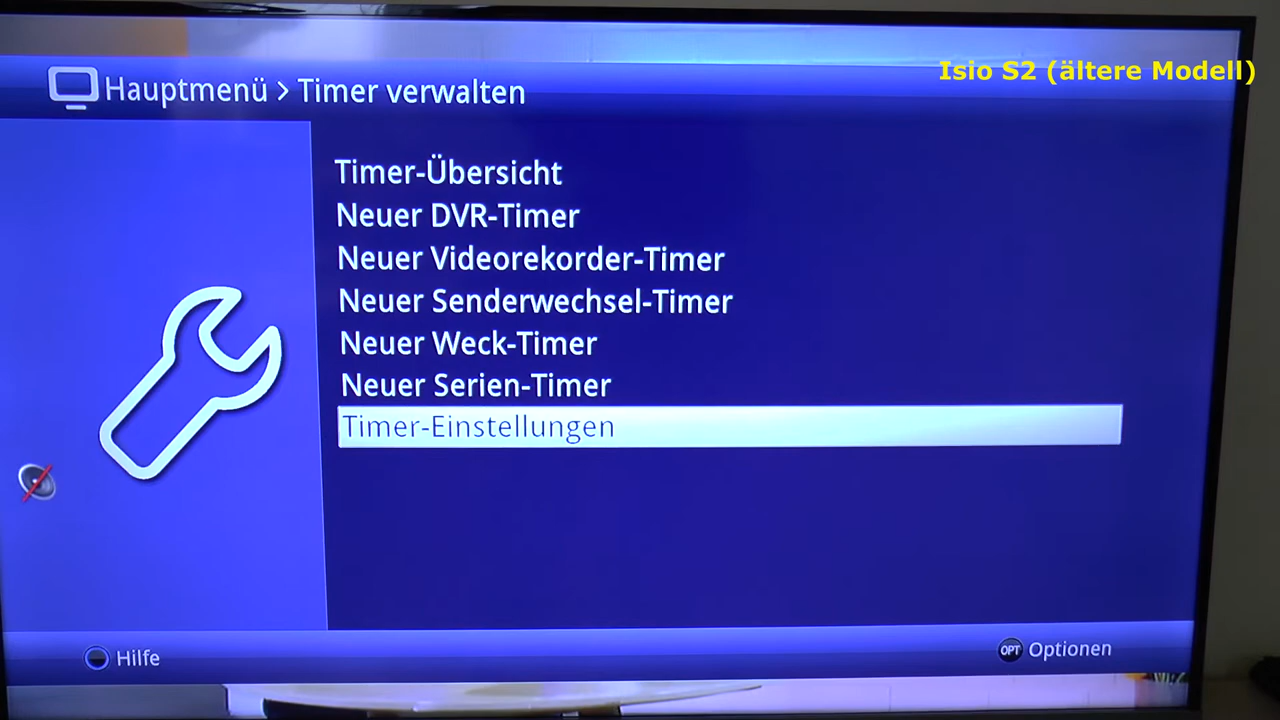 Isio S2 (ältere Modell)
Hauptmenü > Timer verwalten
Timer-Übersicht
Neuer DVR-Timer
Neuer Videorekorder-Timer
Neuer Senderwechsel-Timer
Neuer Weck-Timer
Neuer Serien-Timer
Timer-Einstellungen
Hilfe
OPT Optionen